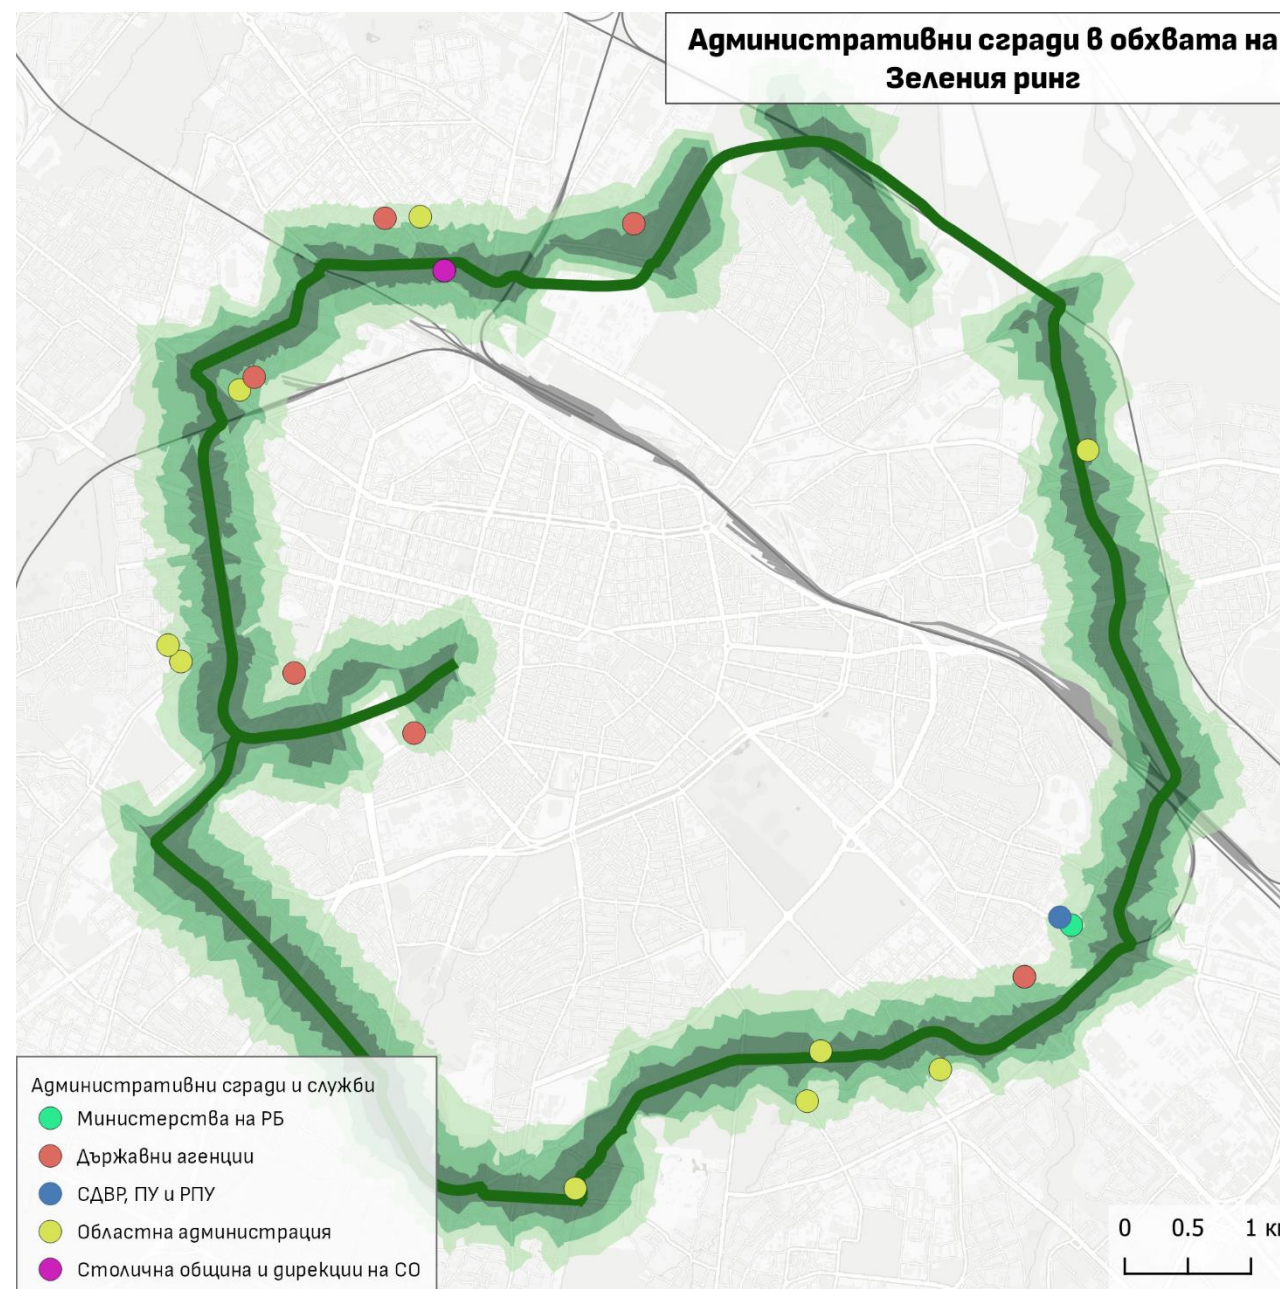 Административни сгради в обхвата на
Зеления ринг
Административни сгради и служби
Министерства на РБ
Държавни агенции
СДВР, ПУ и РПУ
Областна администрация
Столична община и дирекции на СО
0 0.5 1 км